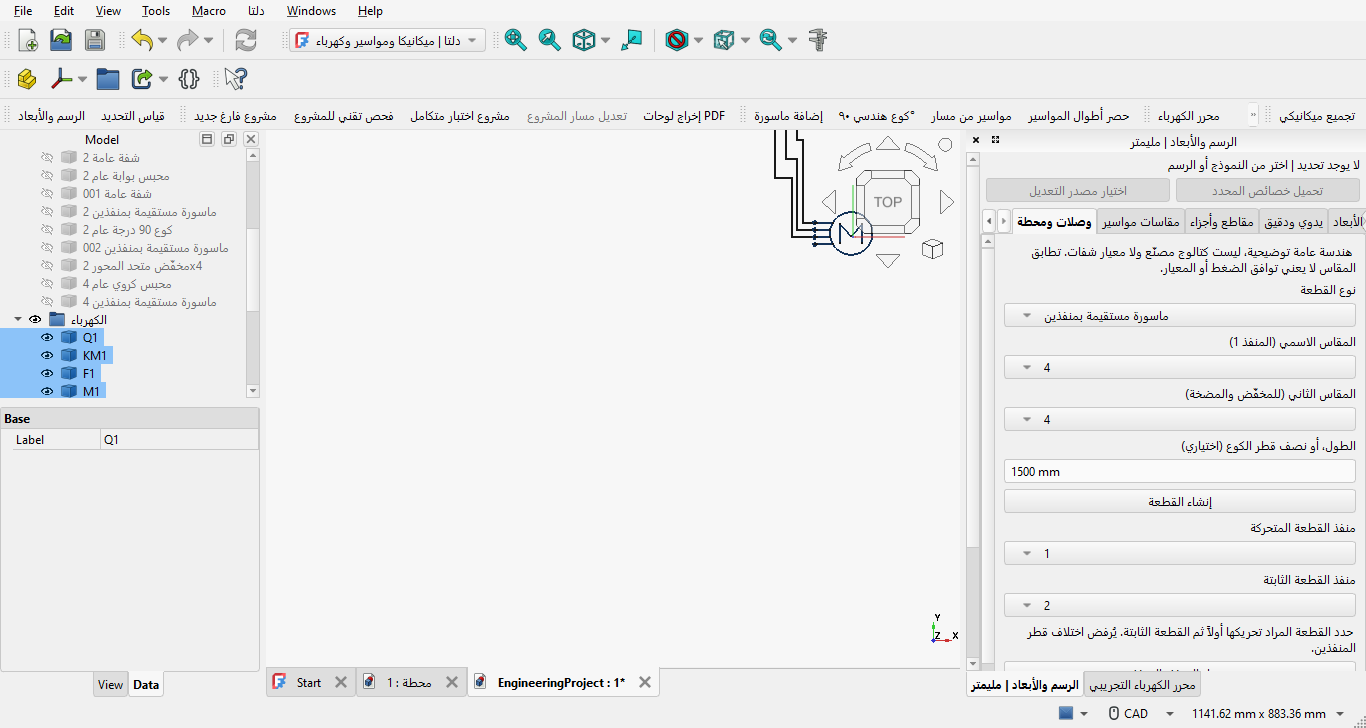 File Edit View Tools Macro دلتا Windows Help
دلتا | ميكانيكا ومواسير وكهرباء
الرسم والأبعاد قياس التحديد مشروع فارغ جديد فحص تقني للمشروع مشروع اختبار متكامل تعديل مسار المشروع PDF إخراج لوحات إضافة ماسورة كوع هندسي ٩٠° مواسير من مسار حصر أطوال المواسير محرر الكهرباء » تجميع ميكانيكي
Model
شفة عامة 2
محبس بوابة عام 2
شفة عامة 001
ماسورة مستقيمة بمنفذين 2
كوع 90 درجة عام 2
ماسورة مستقيمة بمنفذين 002
مخفّض متحد المحور 2x4
محبس كروي عام 4
ماسورة مستقيمة بمنفذين 4
الكهرباء
Q1
KM1
F1
M1
Base
Label Q1
View Data
M
TOP
Y
Z X
Start
محطة : 1
EngineeringProject : 1*
الرسم والأبعاد | مليمتر
لا يوجد تحديد | اختر من النموذج أو الرسم
اختيار مصدر التعديل تحميل خصائص المحدد
وصلات ومحطة مقاسات مواسير مقاطع وأجزاء يدوي ودقيق الأبعاد
هندسة عامة توضيحية، ليست كتالوج مصنّع ولا معيار شفات. تطابق
المقاس لا يعني توافق الضغط أو المعيار.
نوع القطعة
ماسورة مستقيمة بمنفذين
المقاس الاسمي (المنفذ 1)
4
المقاس الثاني (للمخفّض والمضخة)
4
الطول، أو نصف قطر الكوع (اختياري)
1500 mm
إنشاء القطعة
منفذ القطعة المتحركة
1
منفذ القطعة الثابتة
2
حدد القطعة المراد تحريكها أولاً ثم القطعة الثابتة. يُرفض اختلاف قطر
المنفذين.
الرسم والأبعاد | مليمتر محرر الكهرباء التجريبي
CAD 1141.62 mm x 883.36 mm